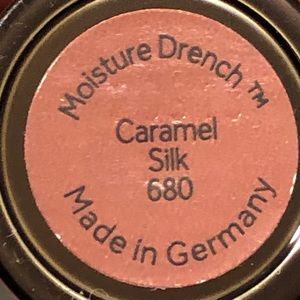 Moisture Drench™
Caramel
Silk
680
Made in Germany